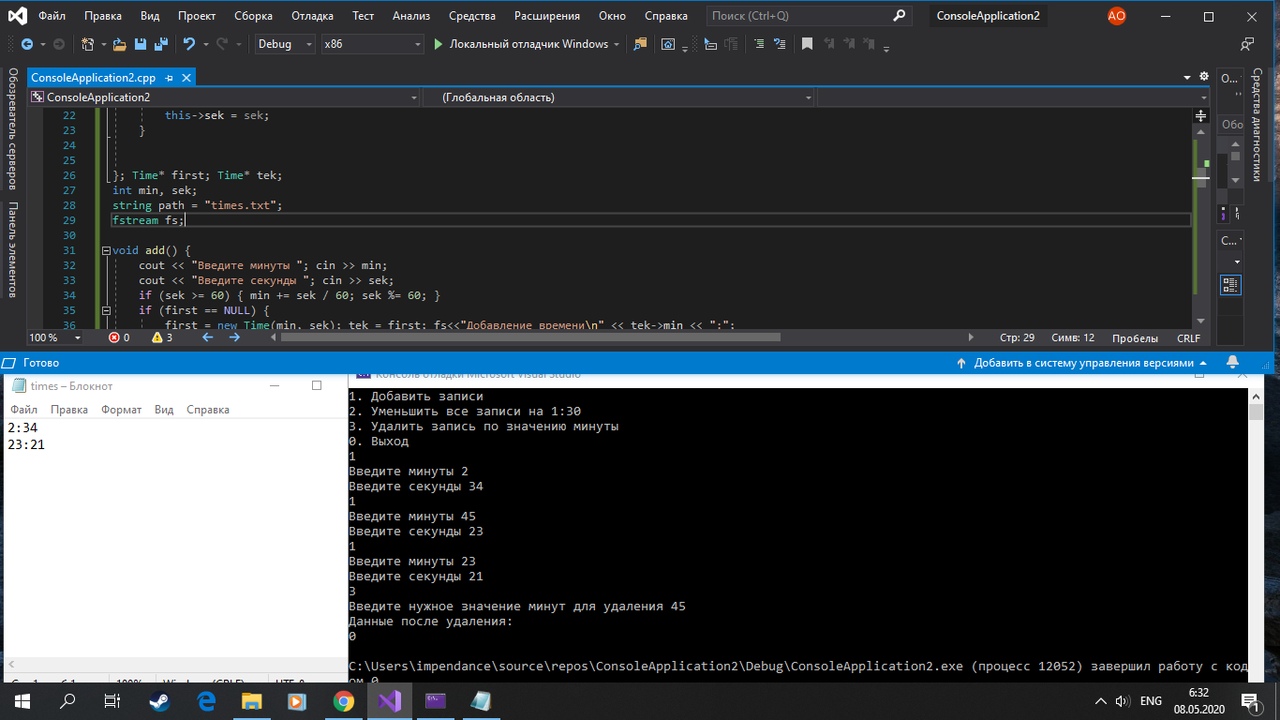 Файл Правка Вид Проект Сборка Отладка Тест Анализ Средства Расширения Окно Справка Поиск (Ctrl+Q) ConsoleApplication2 АО
Debug x86 Локальный отладчик Windows
Обозреватель серверов
Панель элементов
ConsoleApplication2.cpp
ConsoleApplication2 (Глобальная область)
22 this->sek = sek;
23 }
24
25
26 }; Time* first; Time* tek;
27 int min, sek;
28 string path = "times.txt";
29 fstream fs;
30
31 void add() {
32 cout << "Введите минуты "; cin >> min;
33 cout << "Введите секунды "; cin >> sek;
34 if (sek >= 60) { min += sek / 60; sek %= 60; }
35 if (first == NULL) {
36 first = new Time(min, sek); tek = first; fs<<"Добавление времени\n" << tek->min << ":";
О...
Обо
С...
Средства диагностики
100 % 0 3 Стр: 29 Симв: 12 Пробелы CRLF
Готово Добавить в систему управления версиями
times – Блокнот
Файл Правка Формат Вид Справка
2:34
23:21
Консоль отладки Microsoft Visual Studio
1. Добавить записи
2. Уменьшить все записи на 1:30
3. Удалить запись по значению минуты
0. Выход
1
Введите минуты 2
Введите секунды 34
1
Введите минуты 45
Введите секунды 23
1
Введите минуты 23
Введите секунды 21
3
Введите нужное значение минут для удаления 45
Данные после удаления:
0
C:\Users\impendance\source\repos\ConsoleApplication2\Debug\ConsoleApplication2.exe (процесс 12052) завершил работу с код
ом 0
ENG 6:32
08.05.2020 1